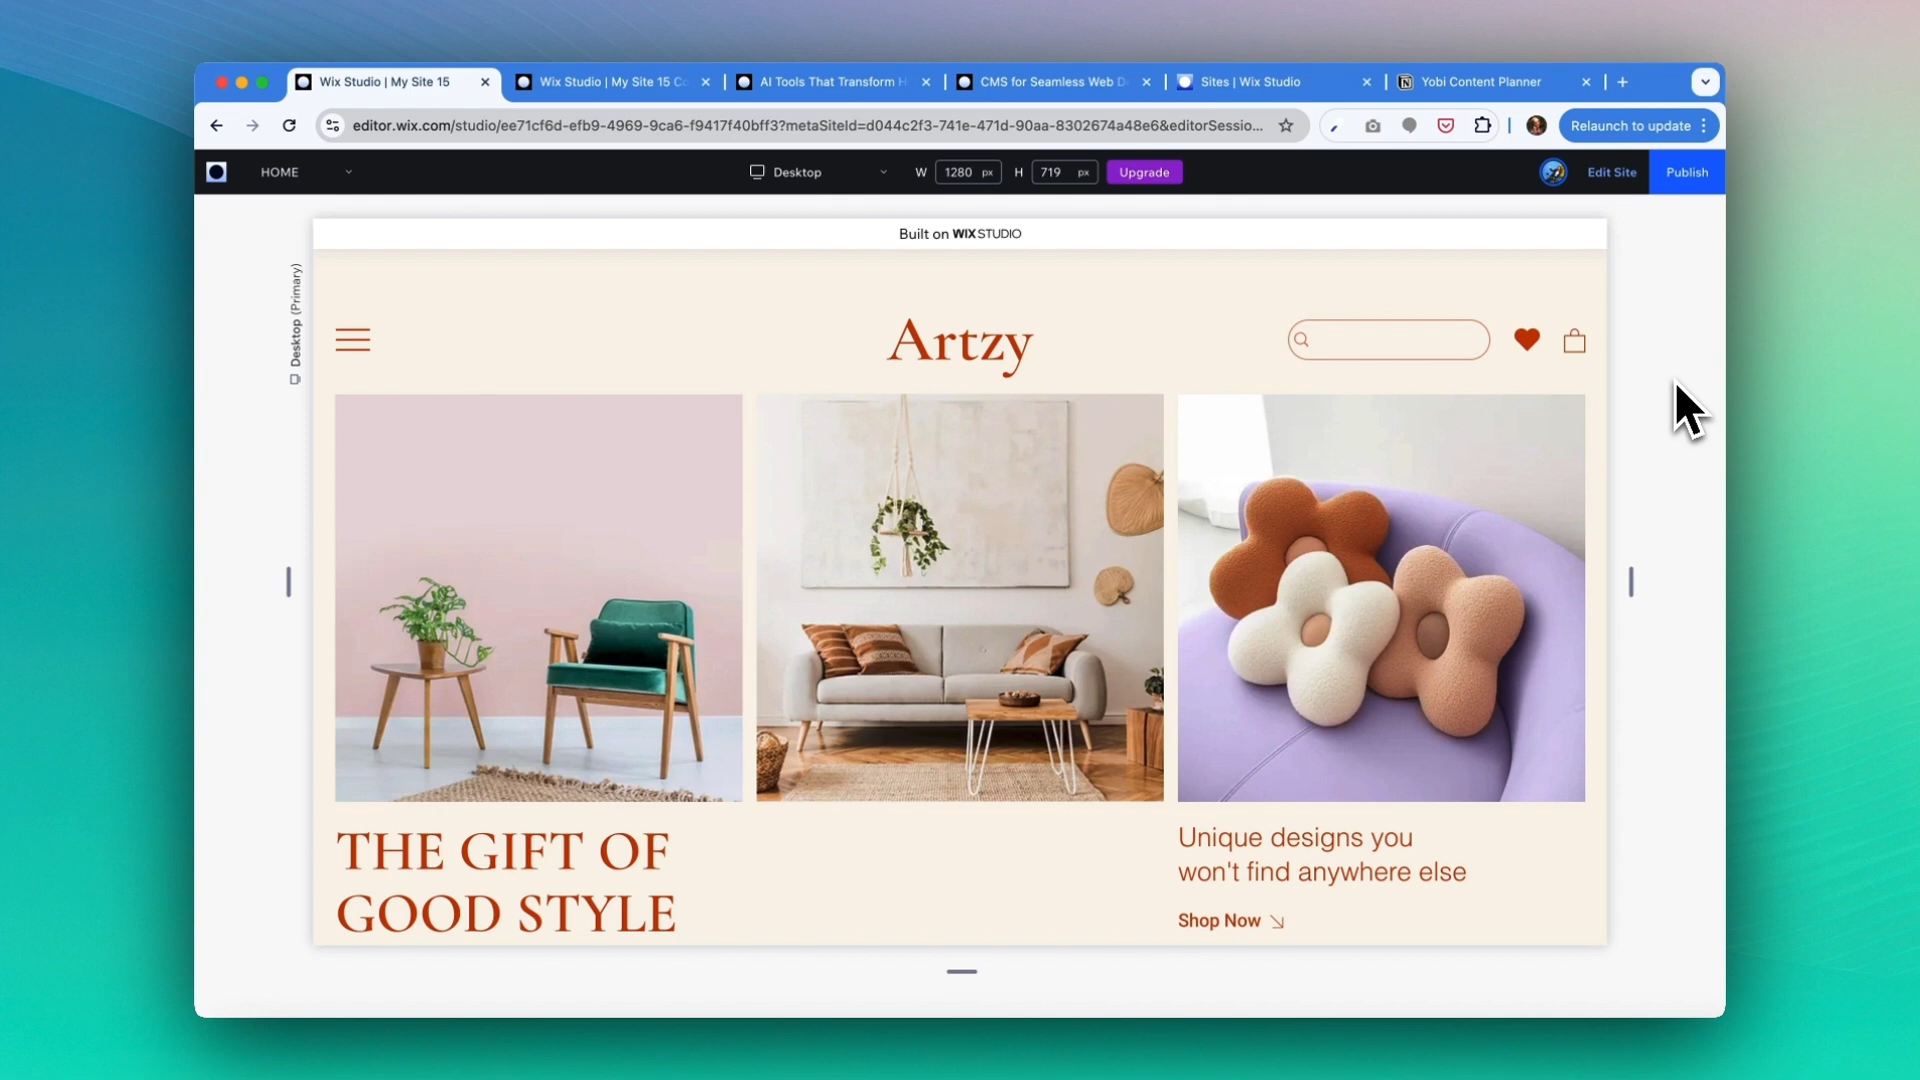 Wix Studio | My Site 15
Wix Studio | My Site 15 Co
AI Tools That Transform H
CMS for Seamless Web D
Sites | Wix Studio
Yobi Content Planner
editor.wix.com/studio/ee71cf6d-efb9-4969-9ca6-f9417f40bff3?metaSiteId=d044c2f3-741e-471d-90aa-8302674a48e6&editorSessio...
Relaunch to update
HOME
Desktop
W 1280 px H 719 px
Upgrade
Edit Site
Publish
Built on WIX STUDIO
Desktop (Primary)
Artzy
THE GIFT OF
GOOD STYLE
Unique designs you
won't find anywhere else
Shop Now